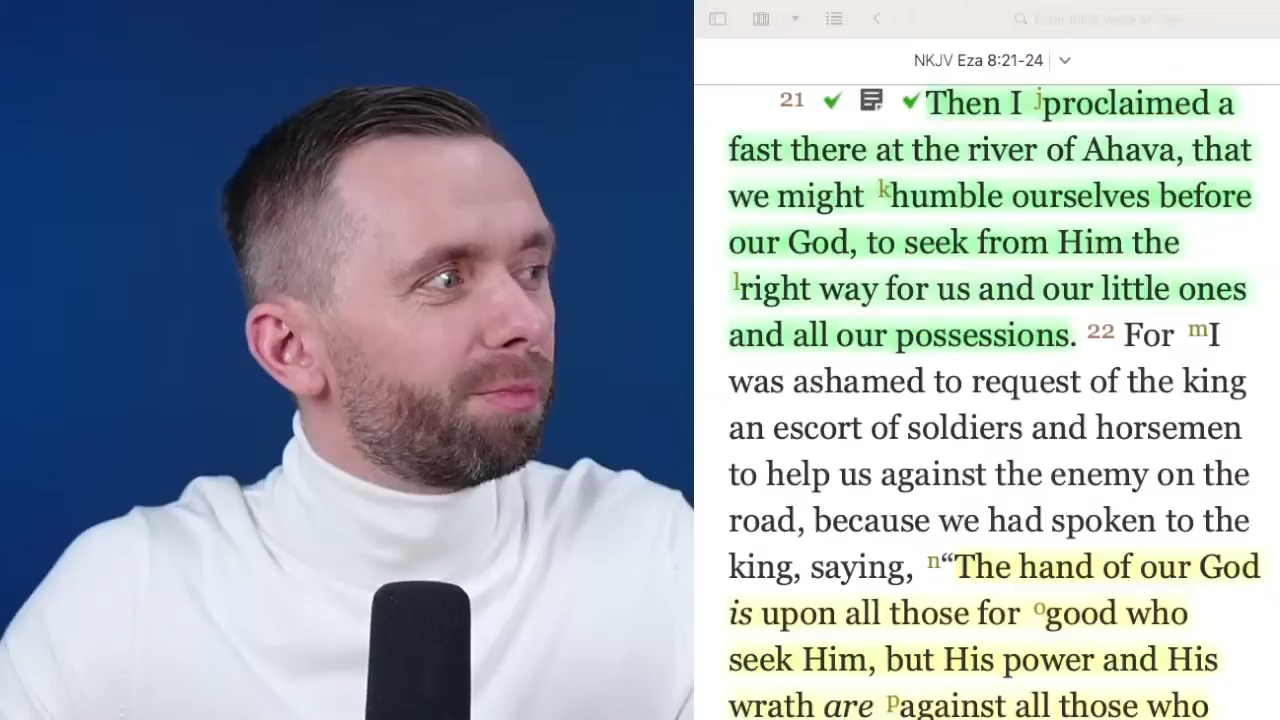 Enter Bible verse or
NKJV Eza 8:21-24
21 Then I jproclaimed a
fast there at the river of Ahava, that
we might khumble ourselves before
our God, to seek from Him the
lright way for us and our little ones
and all our possessions. 22 For mI
was ashamed to request of the king
an escort of soldiers and horsemen
to help us against the enemy on the
road, because we had spoken to the
king, saying, n“The hand of our God
is upon all those for ogood who
seek Him, but His power and His
wrath are pagainst all those who